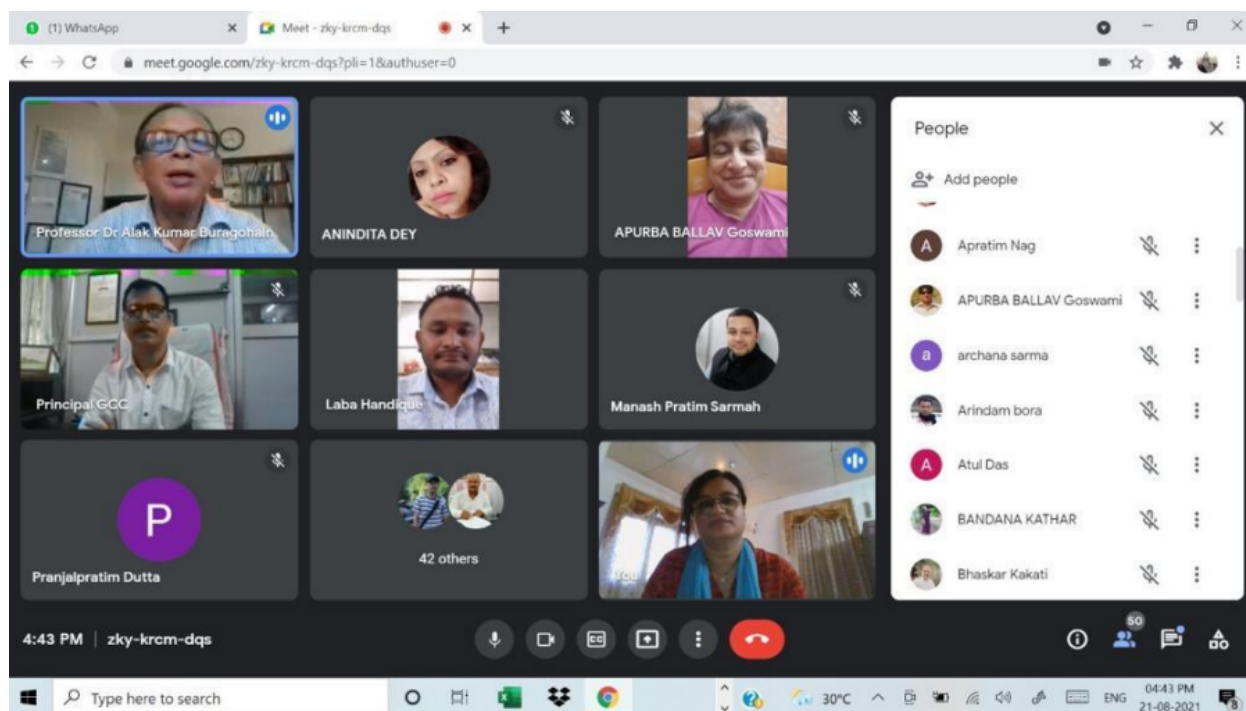 (1) WhatsApp
Meet - zky-krcm-dqs
meet.google.com/zky-krcm-dqs?pli=1&authuser=0
Professor Dr Alak Kumar Buragohain
ANINDITA DEY
APURBA BALLAV Goswami
Principal GCC
Laba Handique
Manash Pratim Sarmah
P
Pranjalpratim Dutta
42 others
You
People
Add people
A Apratim Nag
APURBA BALLAV Goswami
a archana sarma
Arindam bora
A Atul Das
BANDANA KATHAR
Bhaskar Kakati
4:43 PM | zky-krcm-dqs
CC
50
Type here to search
30°C
ENG
04:43 PM
21-08-2021
8